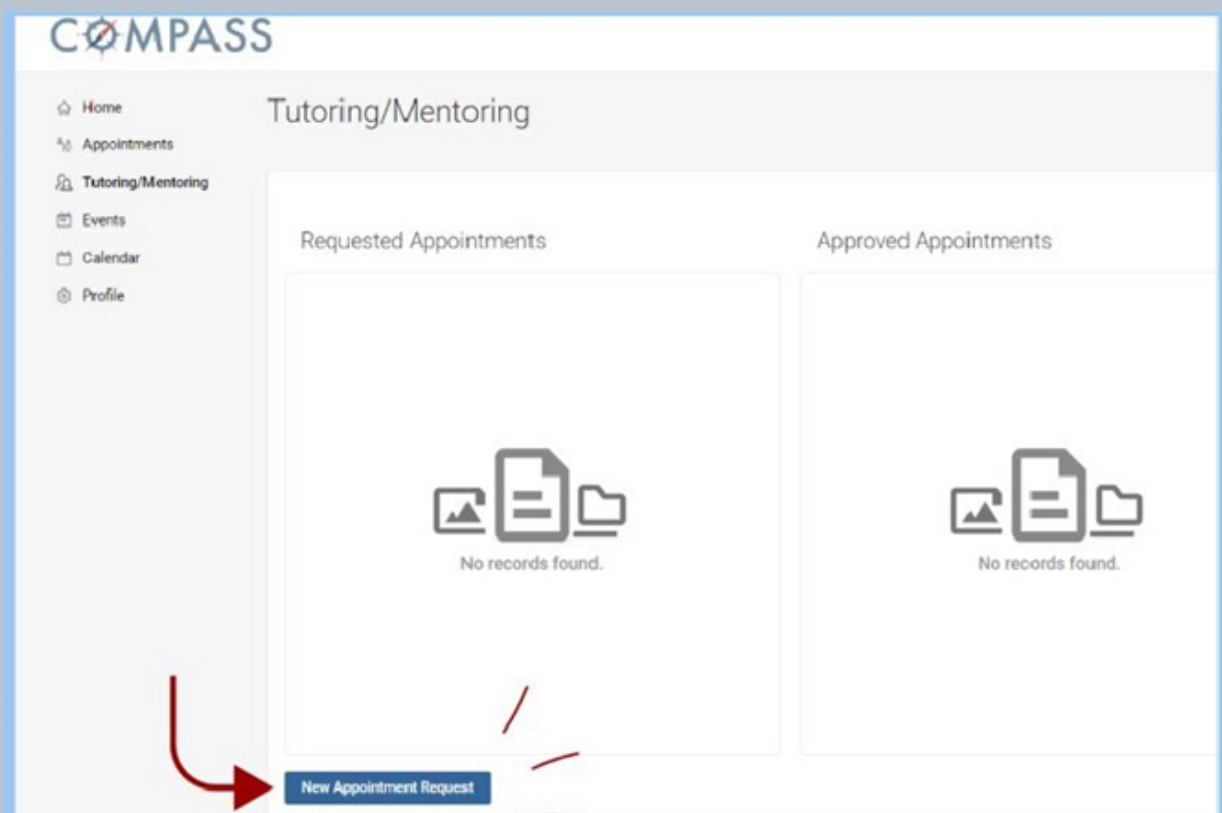 COMPASS
Home
Appointments
Tutoring/Mentoring
Events
Calendar
Profile
Tutoring/Mentoring
Requested Appointments
Approved Appointments
No records found.
No records found.
New Appointment Request